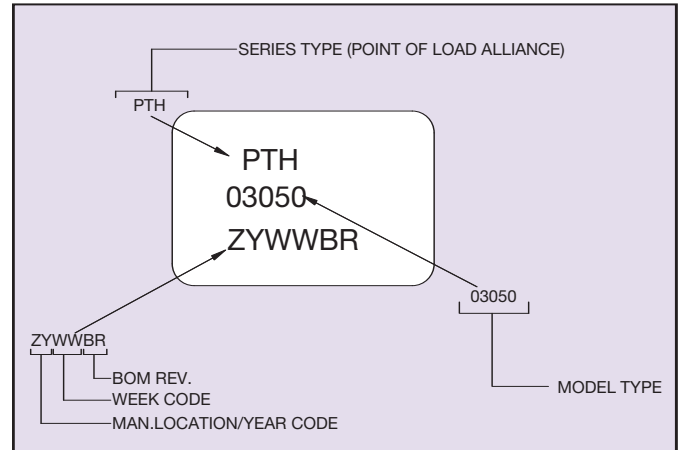 SERIES TYPE (POINT OF LOAD ALLIANCE)
PTH
PTH
03050
ZYWWBR
03050
ZYWWBR
BOM REV.
WEEK CODE
MAN.LOCATION/YEAR CODE
MODEL TYPE